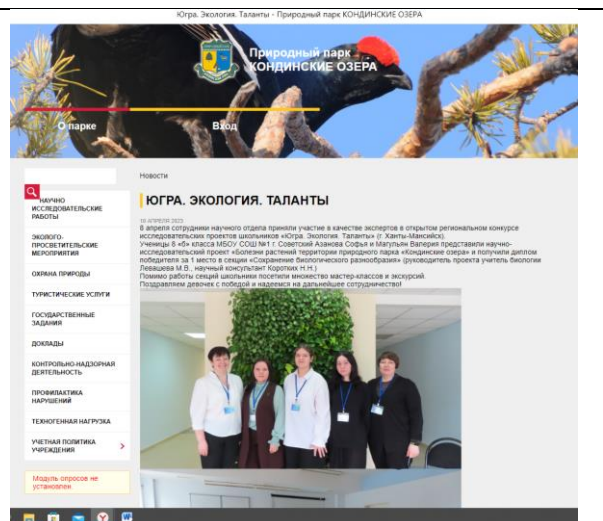 Югра. Экология. Таланты - Природный парк КОНДИНСКИЕ ОЗЕРА
Природный парк
КОНДИНСКИЕ ОЗЕРА
О парке
Вход
Новости
ЮГРА. ЭКОЛОГИЯ. ТАЛАНТЫ
АПРЕЛЯ 2023
8 апреля сотрудники научного отдела приняли участие в качестве экспертов в открытом региональном конкурсе
исследовательских проектов школьников «Югра. Экология. Таланты» (г. Ханты-Мансийск).
Ученицы 8 «б» класса МБОУ СОШ №1 г. Советский Азанова Софья и Магульян Валерия представили научно-
исследовательский проект «Болезни растений территории природного парка «Кондинские озера» и получили диплом
победителя за 1 место в секции «Сохранение биологического разнообразия» (руководитель проекта учитель биологии
Левашева М.В., научный консультант Коротких Н.Н.)
Помимо работы секций школьники посетили множество мастер-классов и экскурсий.
Поздравляем девочек с победой и надеемся на дальнейшее сотрудничество!
НАУЧНО
ИССЛЕДОВАТЕЛЬСКИЕ
РАБОТЫ
ЭКОЛОГО-
ПРОСВЕТИТЕЛЬСКИЕ
МЕРОПРИЯТИЯ
ОХРАНА ПРИРОДЫ
ТУРИСТИЧЕСКИЕ УСЛУГИ
ГОСУДАРСТВЕННЫЕ
ЗАДАНИЯ
ДОКЛАДЫ
КОНТРОЛЬНО-НАДЗОРНАЯ
ДЕЯТЕЛЬНОСТЬ
ПРОФИЛАКТИКА
НАРУШЕНИЙ
ТЕХНОГЕННАЯ НАГРУЗКА
УЧЕТНАЯ ПОЛИТИКА
УЧРЕЖДЕНИЯ
Модуль опросов не
установлен.